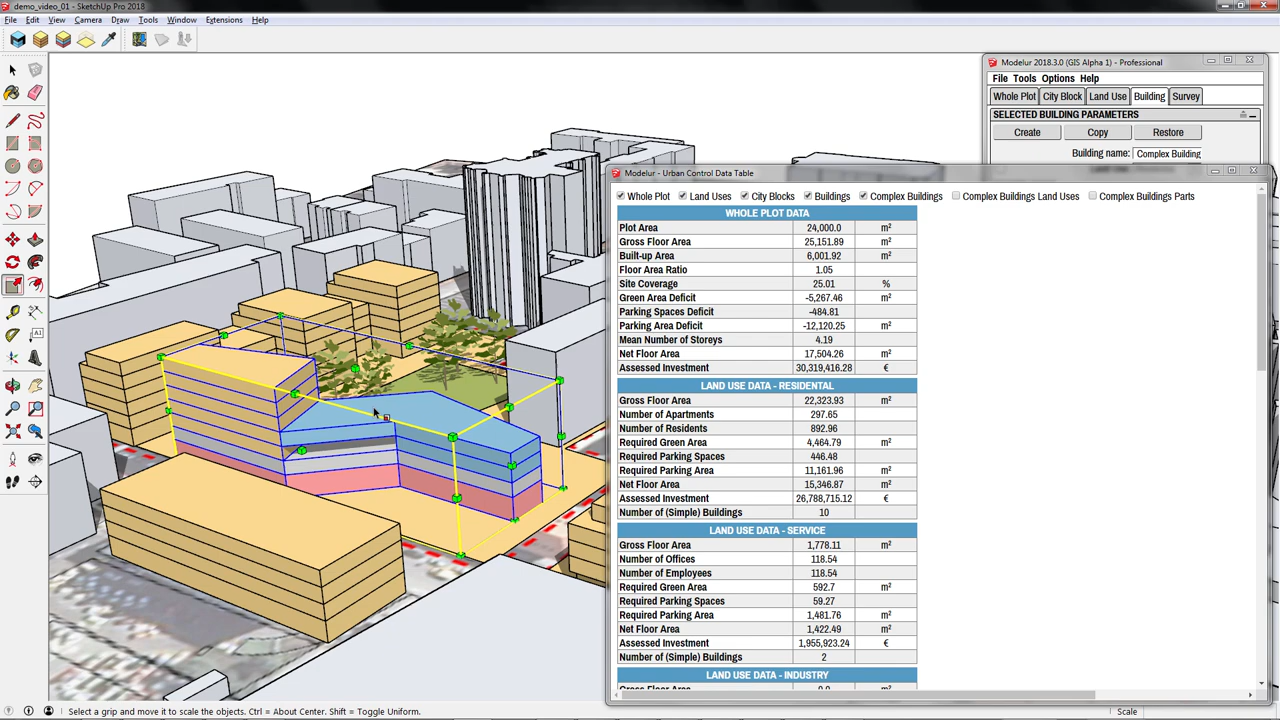 demo_video_01 - SketchUp Pro 2018
File Edit View Camera Draw Tools Window Extensions Help
Modelur 2018.3.0 (GIS Alpha 1) - Professional
File Tools Options Help
Whole Plot City Block Land Use Building Survey
SELECTED BUILDING PARAMETERS
Create Copy Restore
Building name: Complex Building
Modelur - Urban Control Data Table
Whole Plot Land Uses City Blocks Buildings Complex Buildings Complex Buildings Land Uses Complex Buildings Parts
WHOLE PLOT DATA
Plot Area 24,000.0 m²
Gross Floor Area 25,151.89 m²
Built-up Area 6,001.92 m²
Floor Area Ratio 1.05
Site Coverage 25.01 %
Green Area Deficit -5,267.46 m²
Parking Spaces Deficit -484.81
Parking Area Deficit -12,120.25 m²
Mean Number of Storeys 4.19
Net Floor Area 17,504.26 m²
Assessed Investment 30,319,416.28 €
LAND USE DATA - RESIDENTAL
Gross Floor Area 22,323.93 m²
Number of Apartments 297.65
Number of Residents 892.96
Required Green Area 4,464.79 m²
Required Parking Spaces 446.48
Required Parking Area 11,161.96 m²
Net Floor Area 15,346.87 m²
Assessed Investment 26,788,715.12 €
Number of (Simple) Buildings 10
LAND USE DATA - SERVICE
Gross Floor Area 1,778.11 m²
Number of Offices 118.54
Number of Employees 118.54
Required Green Area 592.7 m²
Required Parking Spaces 59.27
Required Parking Area 1,481.76 m²
Net Floor Area 1,422.49 m²
Assessed Investment 1,955,923.24 €
Number of (Simple) Buildings 2
LAND USE DATA - INDUSTRY
Gross Floor Area 0.0 m²
Select a grip and move it to scale the objects. Ctrl = About Center. Shift = Toggle Uniform. Scale